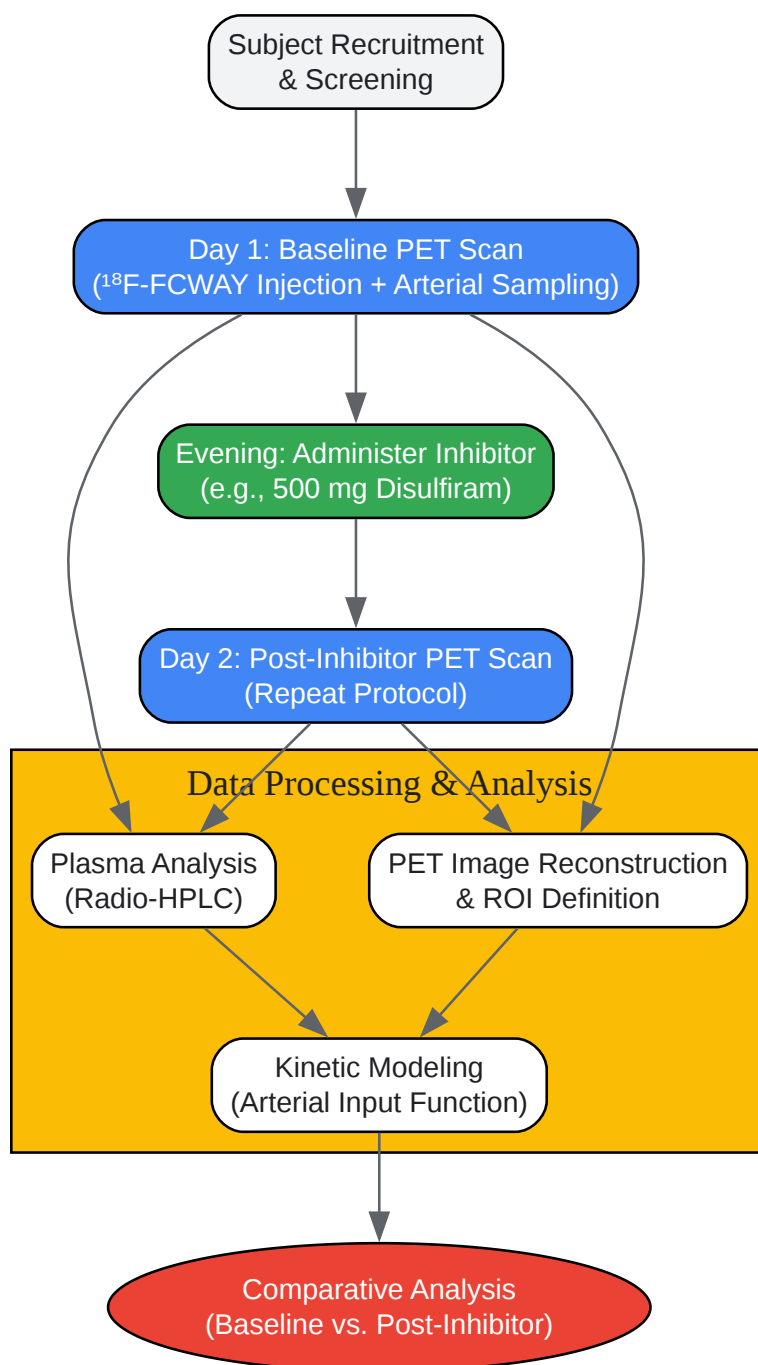 Subject Recruitment
& Screening
Day 1: Baseline PET Scan
(¹⁸F-FCWAY Injection + Arterial Sampling)
Evening: Administer Inhibitor
(e.g., 500 mg Disulfiram)
Day 2: Post-Inhibitor PET Scan
(Repeat Protocol)
Data Processing & Analysis
Plasma Analysis
(Radio-HPLC)
PET Image Reconstruction
& ROI Definition
Kinetic Modeling
(Arterial Input Function)
Comparative Analysis
(Baseline vs. Post-Inhibitor)